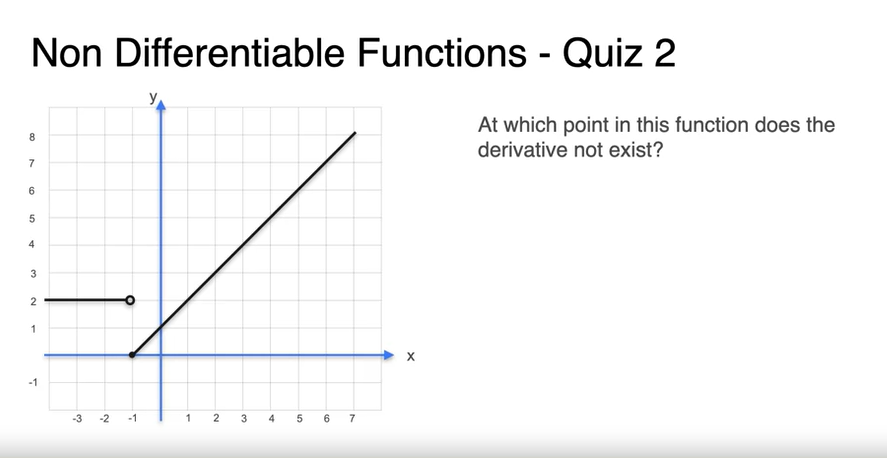 Non Differentiable Functions - Quiz 2
y
At which point in this function does the
derivative not exist?
8
7
6
5
4
3
2
1
x
-1
-3 -2 -1 1 2 3 4 5 6 7